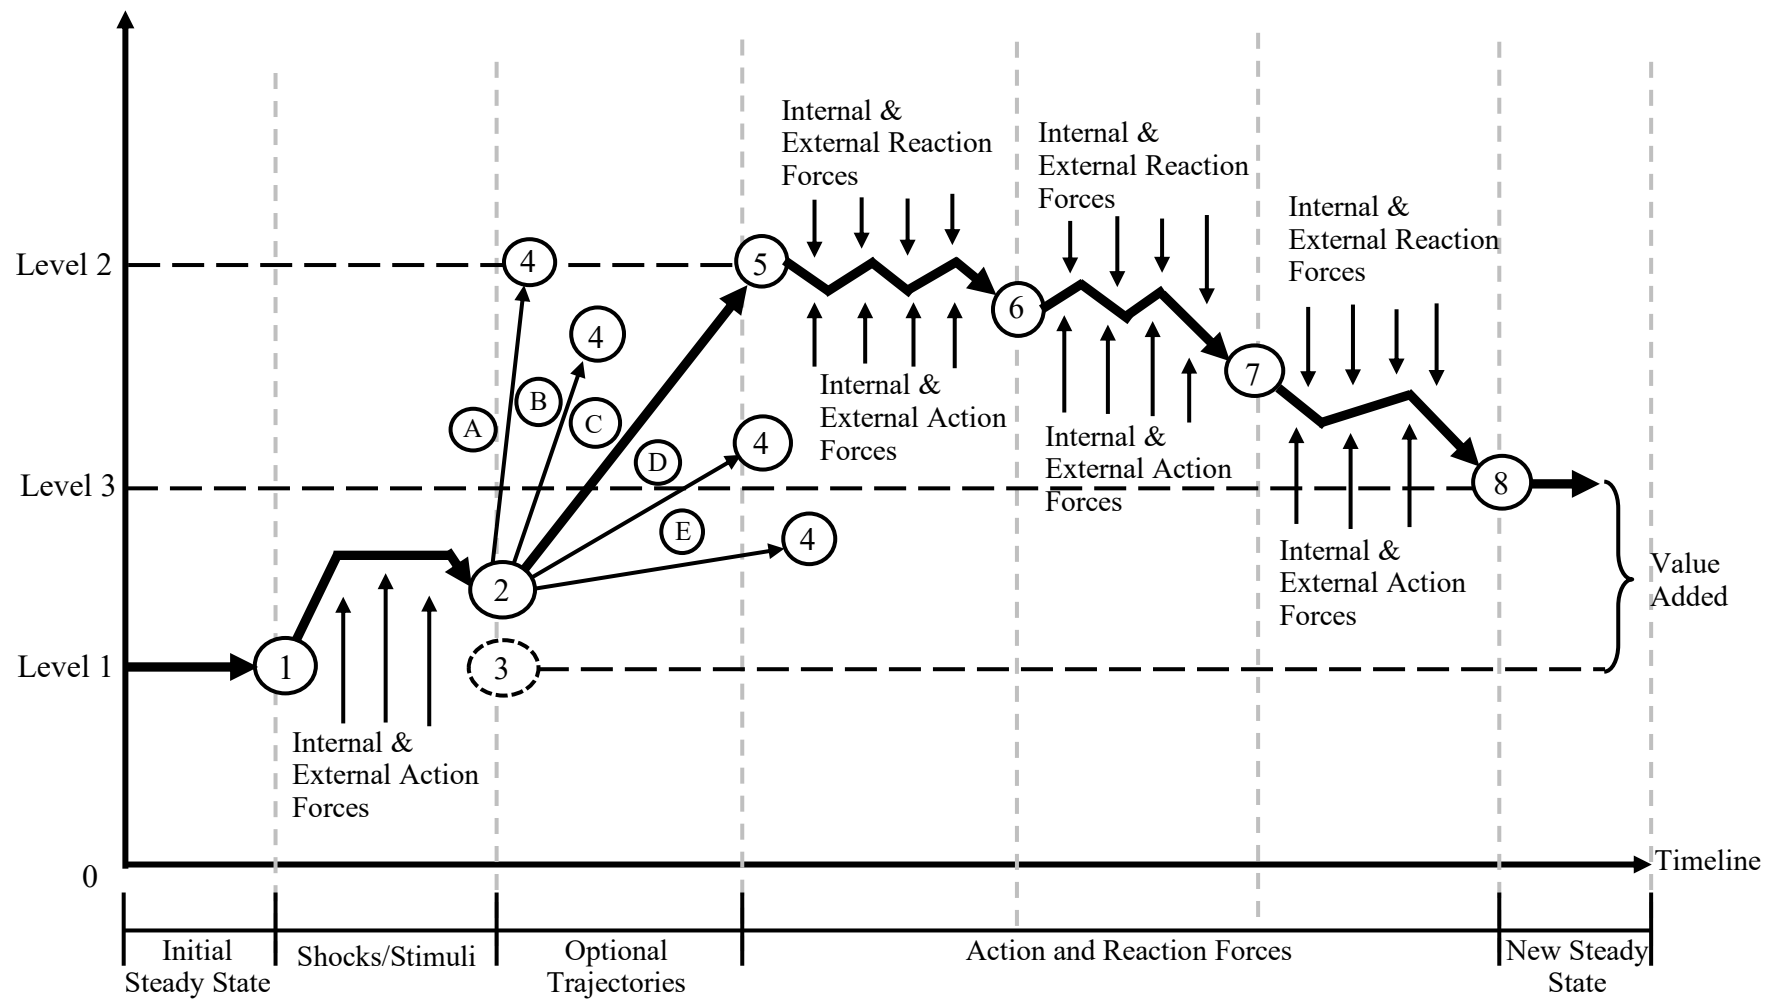 Internal &
External Reaction
Forces
Internal &
External Reaction
Forces
Internal &
External Reaction
Forces
Level 2
4
5
6
4
7
Internal &
External Action
Forces
A
B
C
D
4
Internal &
External Action
Forces
Level 3
8
E
4
Internal &
External Action
Forces
Value
Added
2
Level 1
1
3
Internal &
External Action
Forces
0
Timeline
Initial
Steady State
Shocks/Stimuli
Optional
Trajectories
Action and Reaction Forces
New Steady
State